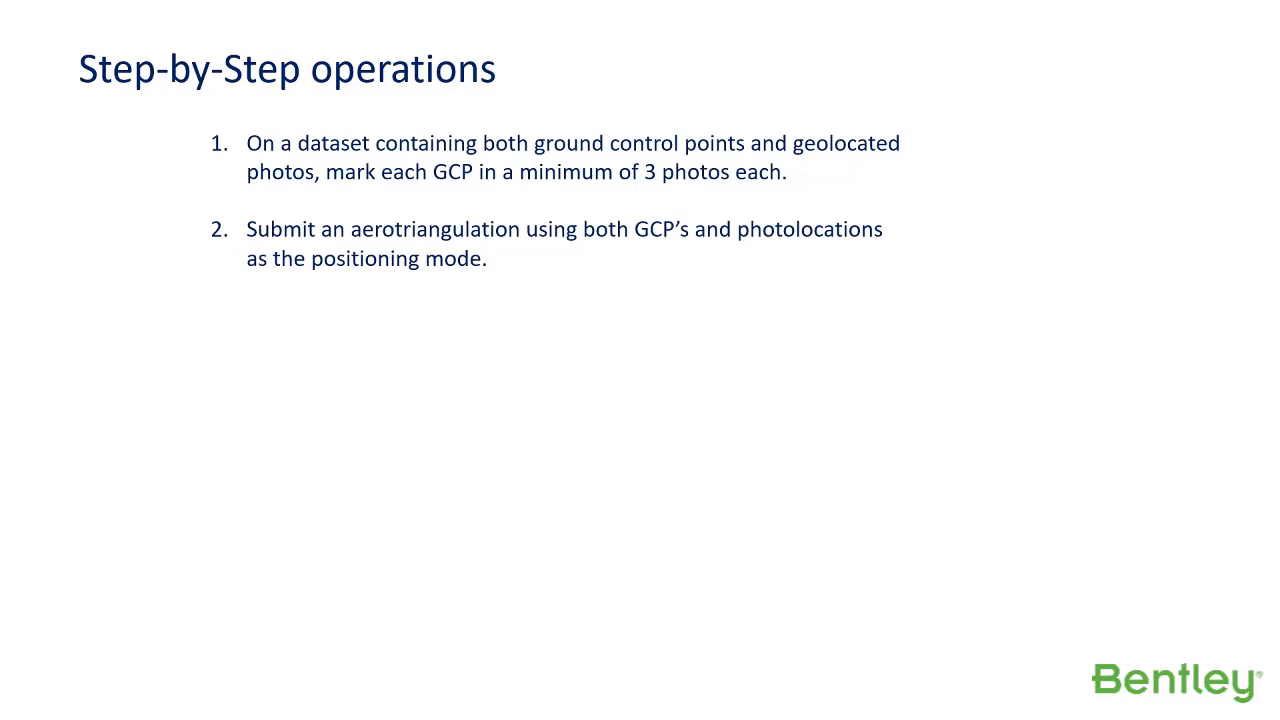 Step-by-Step operations
1. On a dataset containing both ground control points and geolocated
photos, mark each GCP in a minimum of 3 photos each.
2. Submit an aerotriangulation using both GCP’s and photolocations
as the positioning mode.
Bentley®